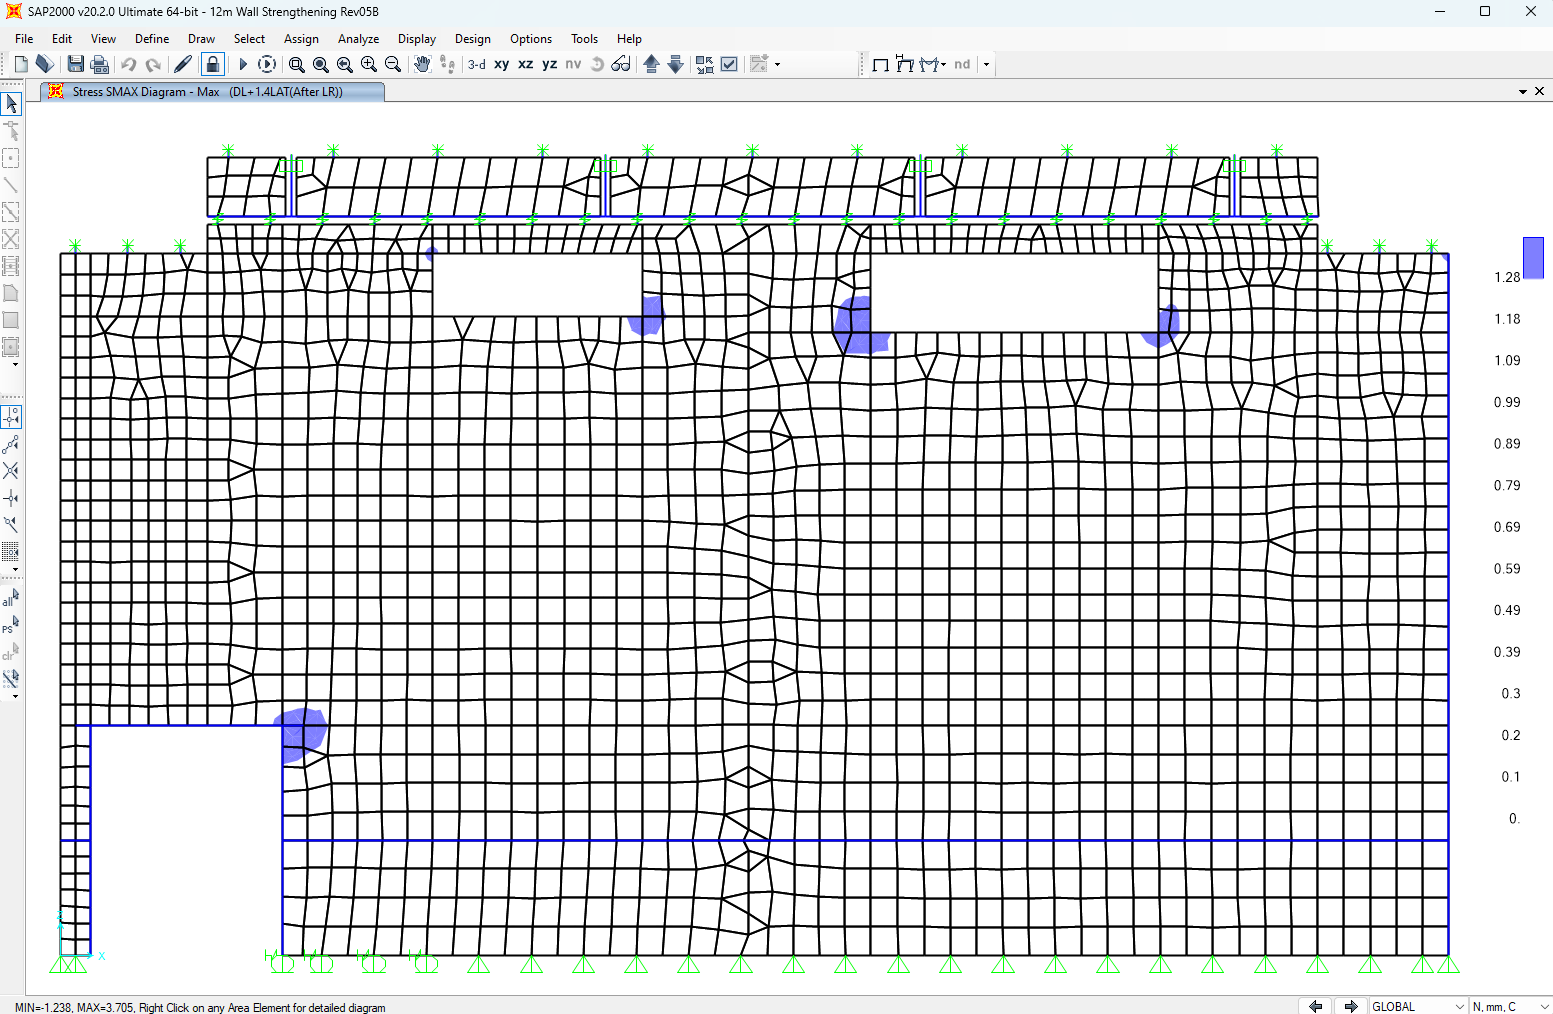 SAP2000 v20.2.0 Ultimate 64-bit - 12m Wall Strengthening Rev05B
File Edit View Define Draw Select Assign Analyze Display Design Options Tools Help
3-d xy xz yz nv nd
Stress SMAX Diagram - Max (DL+1.4LAT(After LR))
all
PS
clr
1.28
1.18
1.09
0.99
0.89
0.79
0.69
0.59
0.49
0.39
0.3
0.2
0.1
0.
Z
X
MIN=-1.238, MAX=3.705, Right Click on any Area Element for detailed diagram
GLOBAL
N, mm, C